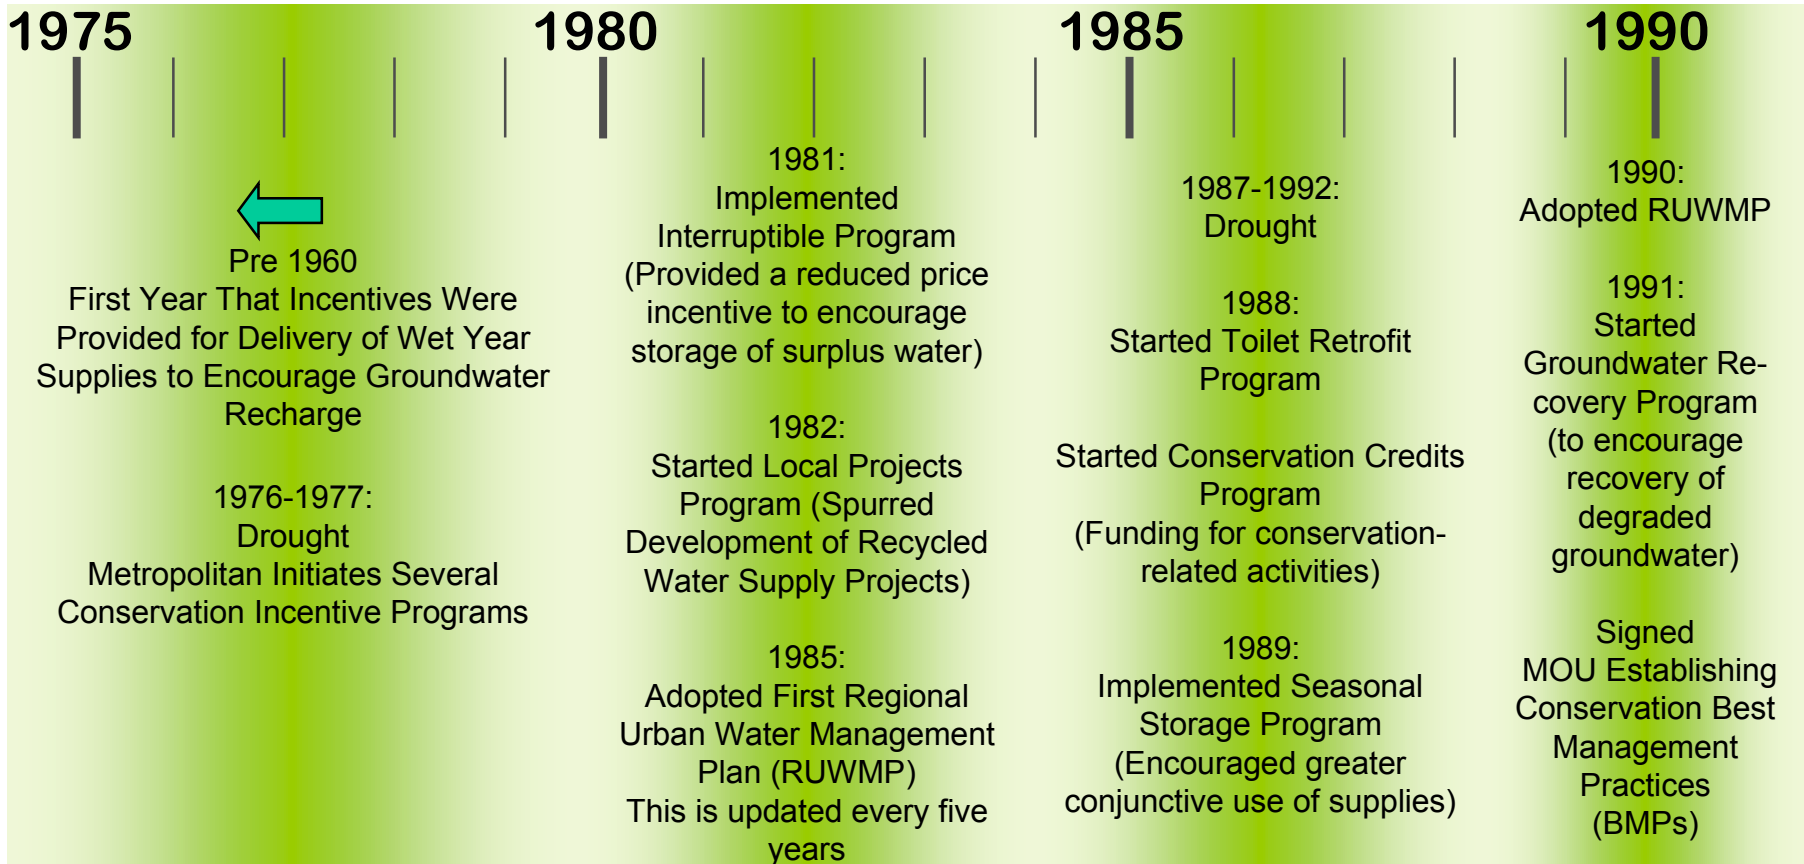 1975
1980
1985
1990
Pre 1960
First Year That Incentives Were
Provided for Delivery of Wet Year
Supplies to Encourage Groundwater
Recharge
1976-1977:
Drought
Metropolitan Initiates Several
Conservation Incentive Programs
1981:
Implemented
Interruptible Program
(Provided a reduced price
incentive to encourage
storage of surplus water)
1982:
Started Local Projects
Program (Spurred
Development of Recycled
Water Supply Projects)
1985:
Adopted First Regional
Urban Water Management
Plan (RUWMP)
This is updated every five
years
1987-1992:
Drought
1988:
Started Toilet Retrofit
Program
Started Conservation Credits
Program
(Funding for conservation-
related activities)
1989:
Implemented Seasonal
Storage Program
(Encouraged greater
conjunctive use of supplies)
1990:
Adopted RUWMP
1991:
Started
Groundwater Re-
covery Program
(to encourage
recovery of
degraded
groundwater)
Signed
MOU Establishing
Conservation Best
Management
Practices
(BMPs)